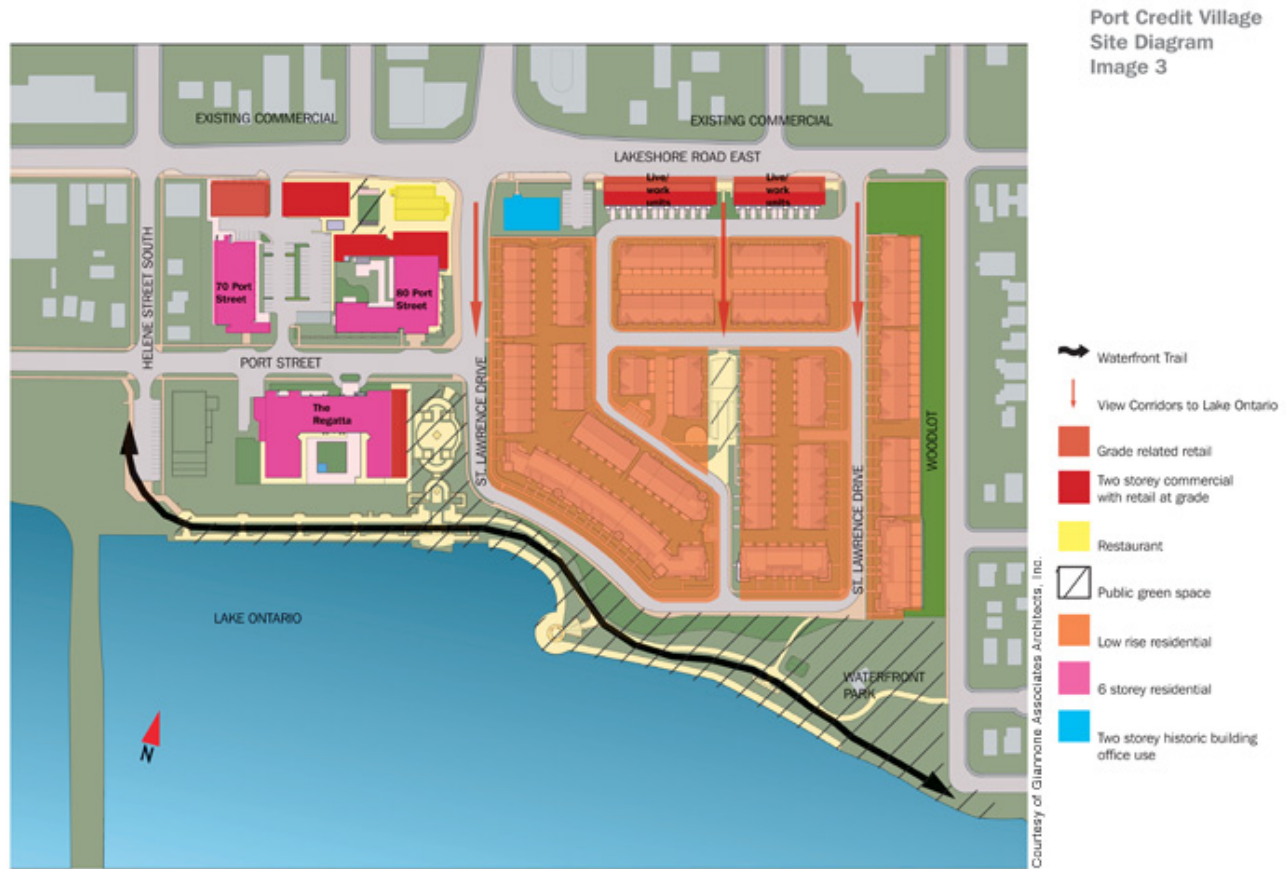 Port Credit Village
Site Diagram
Image 3
EXISTING COMMERCIAL
EXISTING COMMERCIAL
LAKESHORE ROAD EAST
Live/
work
units
Live/
work
units
HELENE STREET SOUTH
70 Port
Street
80 Port
Street
PORT STREET
The
Regatta
ST. LAWRENCE DRIVE
ST. LAWRENCE DRIVE
WOODLOT
LAKE ONTARIO
WATERFRONT
PARK
N
Waterfront Trail
View Corridors to Lake Ontario
Grade related retail
Two storey commercial
with retail at grade
Restaurant
Public green space
Low rise residential
6 storey residential
Two storey historic building
office use
Courtesy of Giannone Associates Architects, Inc.